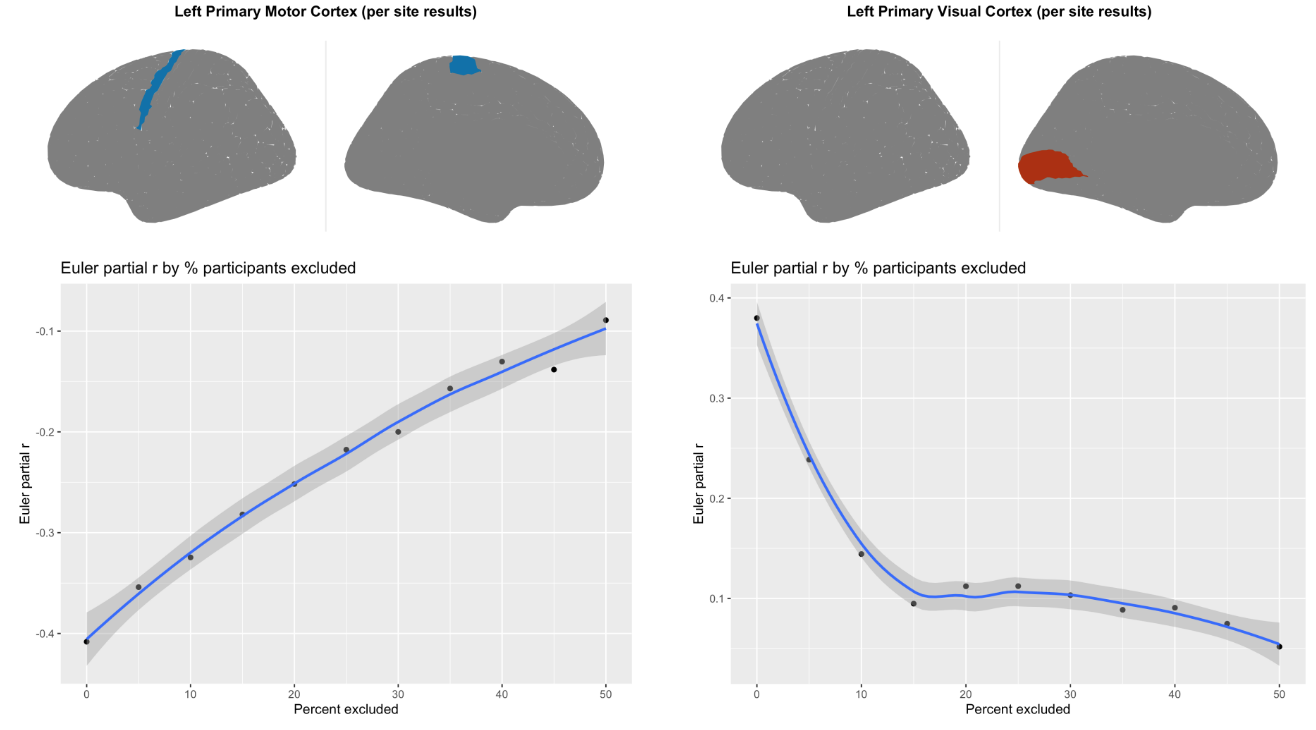 Left Primary Motor Cortex (per site results)
Euler partial r by % participants excluded
Euler partial r
-0.1
-0.2
-0.3
-0.4
0 10 20 30 40 50
Percent excluded
Left Primary Visual Cortex (per site results)
Euler partial r by % participants excluded
Euler partial r
0.4
0.3
0.2
0.1
0 10 20 30 40 50
Percent excluded